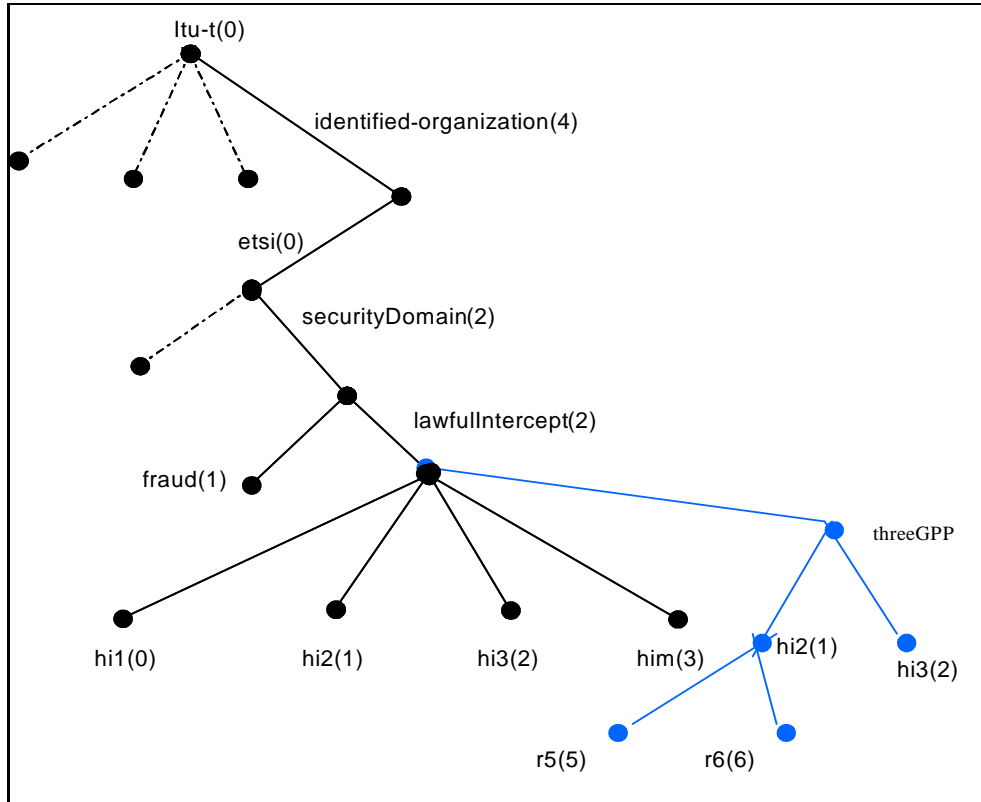 Itu-t(0)
identified-organization(4)
etsi(0)
securityDomain(2)
lawfulIntercept(2)
fraud(1)
threeGPP
hi1(0)
hi2(1)
hi3(2)
him(3)
hi2(1)
hi3(2)
r5(5)
r6(6)